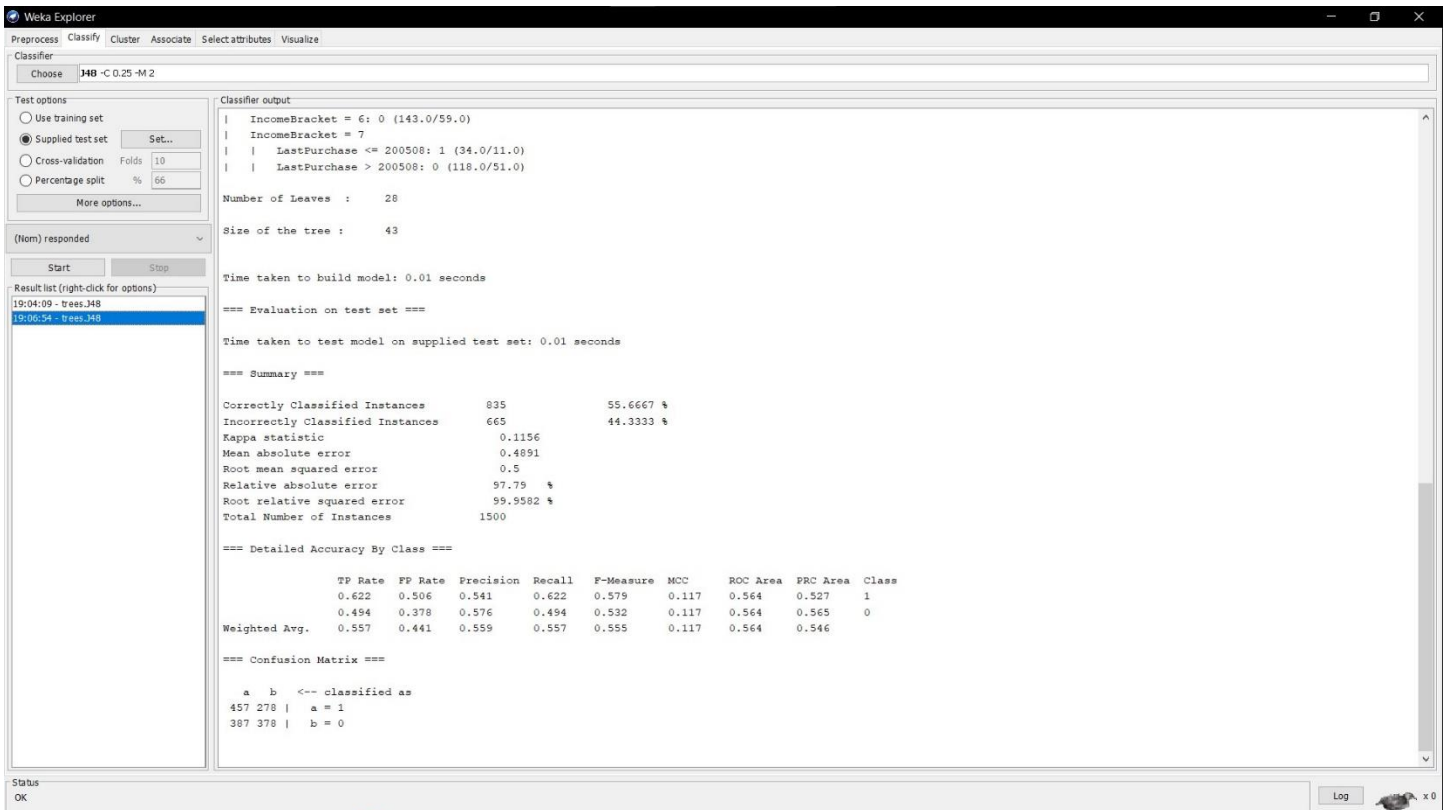 Weka Explorer
Preprocess Classify Cluster Associate Select attributes Visualize
Classifier
Choose J48 -C 0.25 -M 2
Test options
Use training set
Supplied test set Set...
Cross-validation Folds 10
Percentage split % 66
More options...
(Nom) responded
Start Stop
Result list (right-click for options)
19:04:09 - trees.J48
19:06:54 - trees.J48
Classifier output
| IncomeBracket = 6: 0 (143.0/59.0)
| IncomeBracket = 7
| | LastPurchase <= 200508: 1 (34.0/11.0)
| | LastPurchase > 200508: 0 (118.0/51.0)
Number of Leaves : 28
Size of the tree : 43
Time taken to build model: 0.01 seconds
=== Evaluation on test set ===
Time taken to test model on supplied test set: 0.01 seconds
=== Summary ===
Correctly Classified Instances 835 55.6667 %
Incorrectly Classified Instances 665 44.3333 %
Kappa statistic 0.1156
Mean absolute error 0.4891
Root mean squared error 0.5
Relative absolute error 97.79 %
Root relative squared error 99.9582 %
Total Number of Instances 1500
=== Detailed Accuracy By Class ===
TP Rate FP Rate Precision Recall F-Measure MCC ROC Area PRC Area Class
0.622 0.506 0.541 0.622 0.579 0.117 0.564 0.527 1
0.494 0.378 0.576 0.494 0.532 0.117 0.564 0.565 0
Weighted Avg. 0.557 0.441 0.559 0.557 0.555 0.117 0.564 0.546
=== Confusion Matrix ===
a b <-- classified as
457 278 | a = 1
387 378 | b = 0
Status
OK
Log
x 0